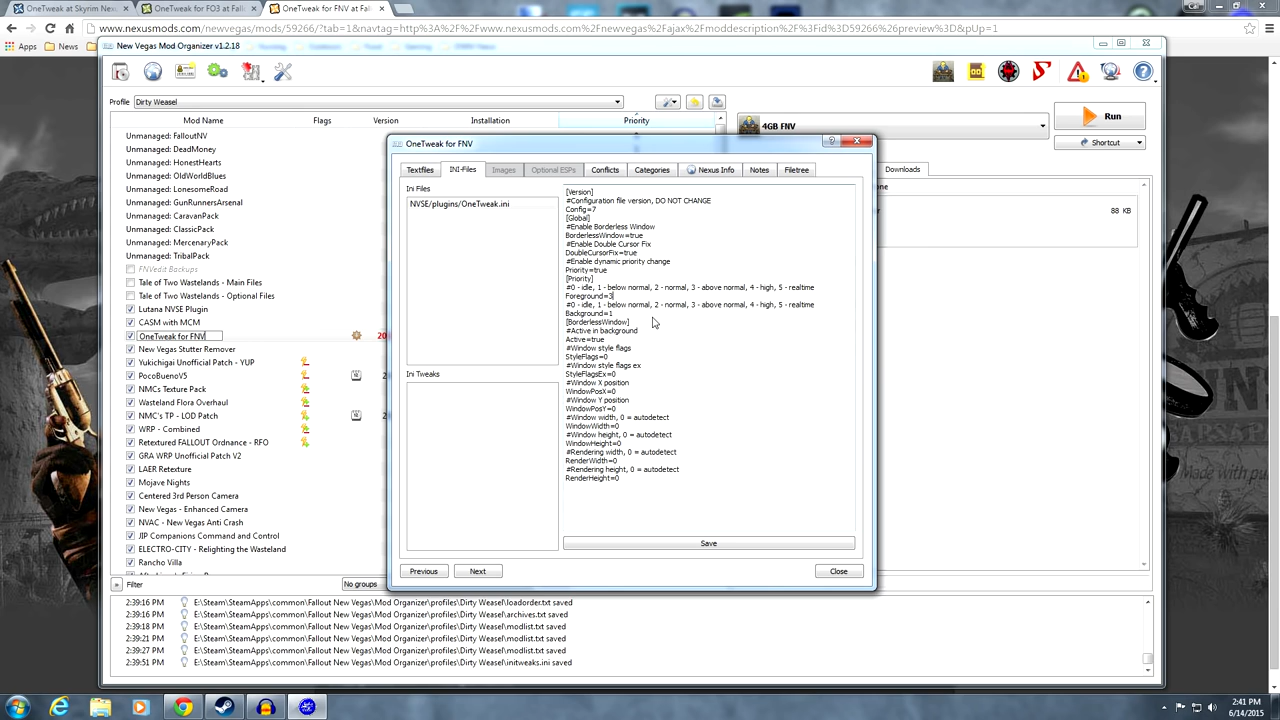 OneTweak at Skyrim Nex
OneTweak for FO3 at Fallo
OneTweak for FNV at Fall
Cal
www.nexusmods.com/newvegas/mods/59266/?tab=1&navtag=http%3A%2F%2Fwww.nexusmods.com%2Fnewvegas%2Fajax%2Fmoddescription%2F%3Fid%3D59266%26preview%3D&pUp=1
Apps
News
New Vegas Mod Organizer v1.2.18
Profile
Dirty Weasel
4GB FNV
Run
Shortcut
Mod Name
Flags
Version
Installation
Priority
Unmanaged: FalloutNV
Unmanaged: DeadMoney
Unmanaged: HonestHearts
Unmanaged: OldWorldBlues
Unmanaged: LonesomeRoad
Unmanaged: GunRunnersArsenal
Unmanaged: CaravanPack
Unmanaged: ClassicPack
Unmanaged: MercenaryPack
Unmanaged: TribalPack
FNVedit Backups
Tale of Two Wastelands - Main Files
Tale of Two Wastelands - Optional Files
Lutana NVSE Plugin
CASM with MCM
OneTweak for FNV
20
New Vegas Stutter Remover
Yukichigai Unofficial Patch - YUP
PocoBuenoV5
2
NMCs Texture Pack
Wasteland Flora Overhaul
NMC's TP - LOD Patch
2
WRP - Combined
Retextured FALLOUT Ordnance - RFO
GRA WRP Unofficial Patch V2
LAER Retexture
Mojave Nights
Centered 3rd Person Camera
New Vegas - Enhanced Camera
NVAC - New Vegas Anti Crash
JIP Companions Command and Control
ELECTRO-CITY - Relighting the Wasteland
Rancho Villa
Filter
No groups
Downloads
88 KB
OneTweak for FNV
Textfiles
INI-Files
Images
Optional ESPs
Conflicts
Categories
Nexus Info
Notes
Filetree
Ini Files
NVSE/plugins/OneTweak.ini
Ini Tweaks
[Version]
#Configuration file version, DO NOT CHANGE
Config=7
[Global]
#Enable Borderless Window
BorderlessWindow=true
#Enable Double Cursor Fix
DoubleCursorFix=true
#Enable dynamic priority change
Priority=true
[Priority]
#0 - idle, 1 - below normal, 2 - normal, 3 - above normal, 4 - high, 5 - realtime
Foreground=3
#0 - idle, 1 - below normal, 2 - normal, 3 - above normal, 4 - high, 5 - realtime
Background=1
[BorderlessWindow]
#Active in background
Active=true
#Window style flags
StyleFlags=0
#Window style flags ex
StyleFlagsEx=0
#Window X position
WindowPosX=0
#Window Y position
WindowPosY=0
#Window width, 0 = autodetect
WindowWidth=0
#Window height, 0 = autodetect
WindowHeight=0
#Rendering width, 0 = autodetect
RenderWidth=0
#Rendering height, 0 = autodetect
RenderHeight=0
Save
Previous
Next
Close
2:39:16 PM E:\Steam\SteamApps\common\Fallout New Vegas\Mod Organizer\profiles\Dirty Weasel\loadorder.txt saved
2:39:16 PM E:\Steam\SteamApps\common\Fallout New Vegas\Mod Organizer\profiles\Dirty Weasel\archives.txt saved
2:39:18 PM E:\Steam\SteamApps\common\Fallout New Vegas\Mod Organizer\profiles\Dirty Weasel\modlist.txt saved
2:39:21 PM E:\Steam\SteamApps\common\Fallout New Vegas\Mod Organizer\profiles\Dirty Weasel\modlist.txt saved
2:39:27 PM E:\Steam\SteamApps\common\Fallout New Vegas\Mod Organizer\profiles\Dirty Weasel\modlist.txt saved
2:39:51 PM E:\Steam\SteamApps\common\Fallout New Vegas\Mod Organizer\profiles\Dirty Weasel\initweaks.ini saved
2:41 PM
6/14/2015